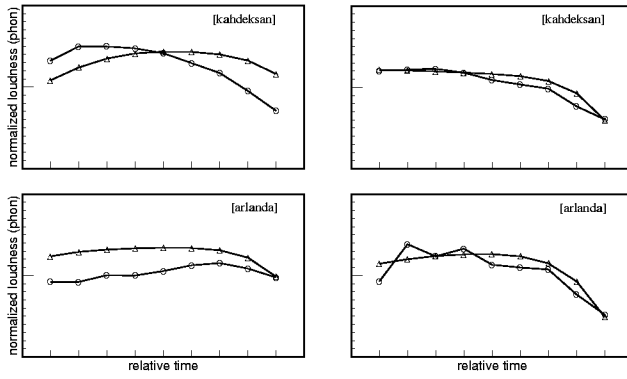 [kahdeksan]
[kahdeksan]
normalized loudness (phon)
[arlanda]
[arlanda]
normalized loudness (phon)
relative time
relative time